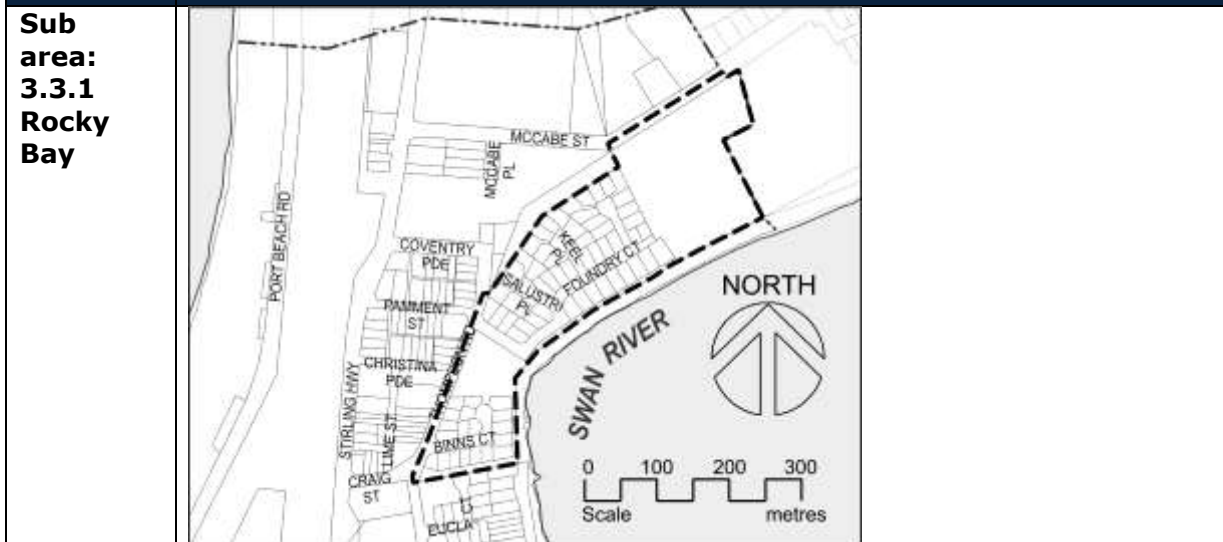 Sub
area:
3.3.1
Rocky
Bay
MCCABE ST
MCCABE
PL
PORT BEACH RD
COVENTRY
PDE
KEEL
PL
FOUNDRY CT
SALUSTRI
PL
NORTH
PAMMENT
ST
SWAN RIVER
CHRISTINA
PDE
STIRLING HWY
LIME ST
BINNS CT
CRAIG
ST
EUCLA
CT
0 100 200 300
Scale metres